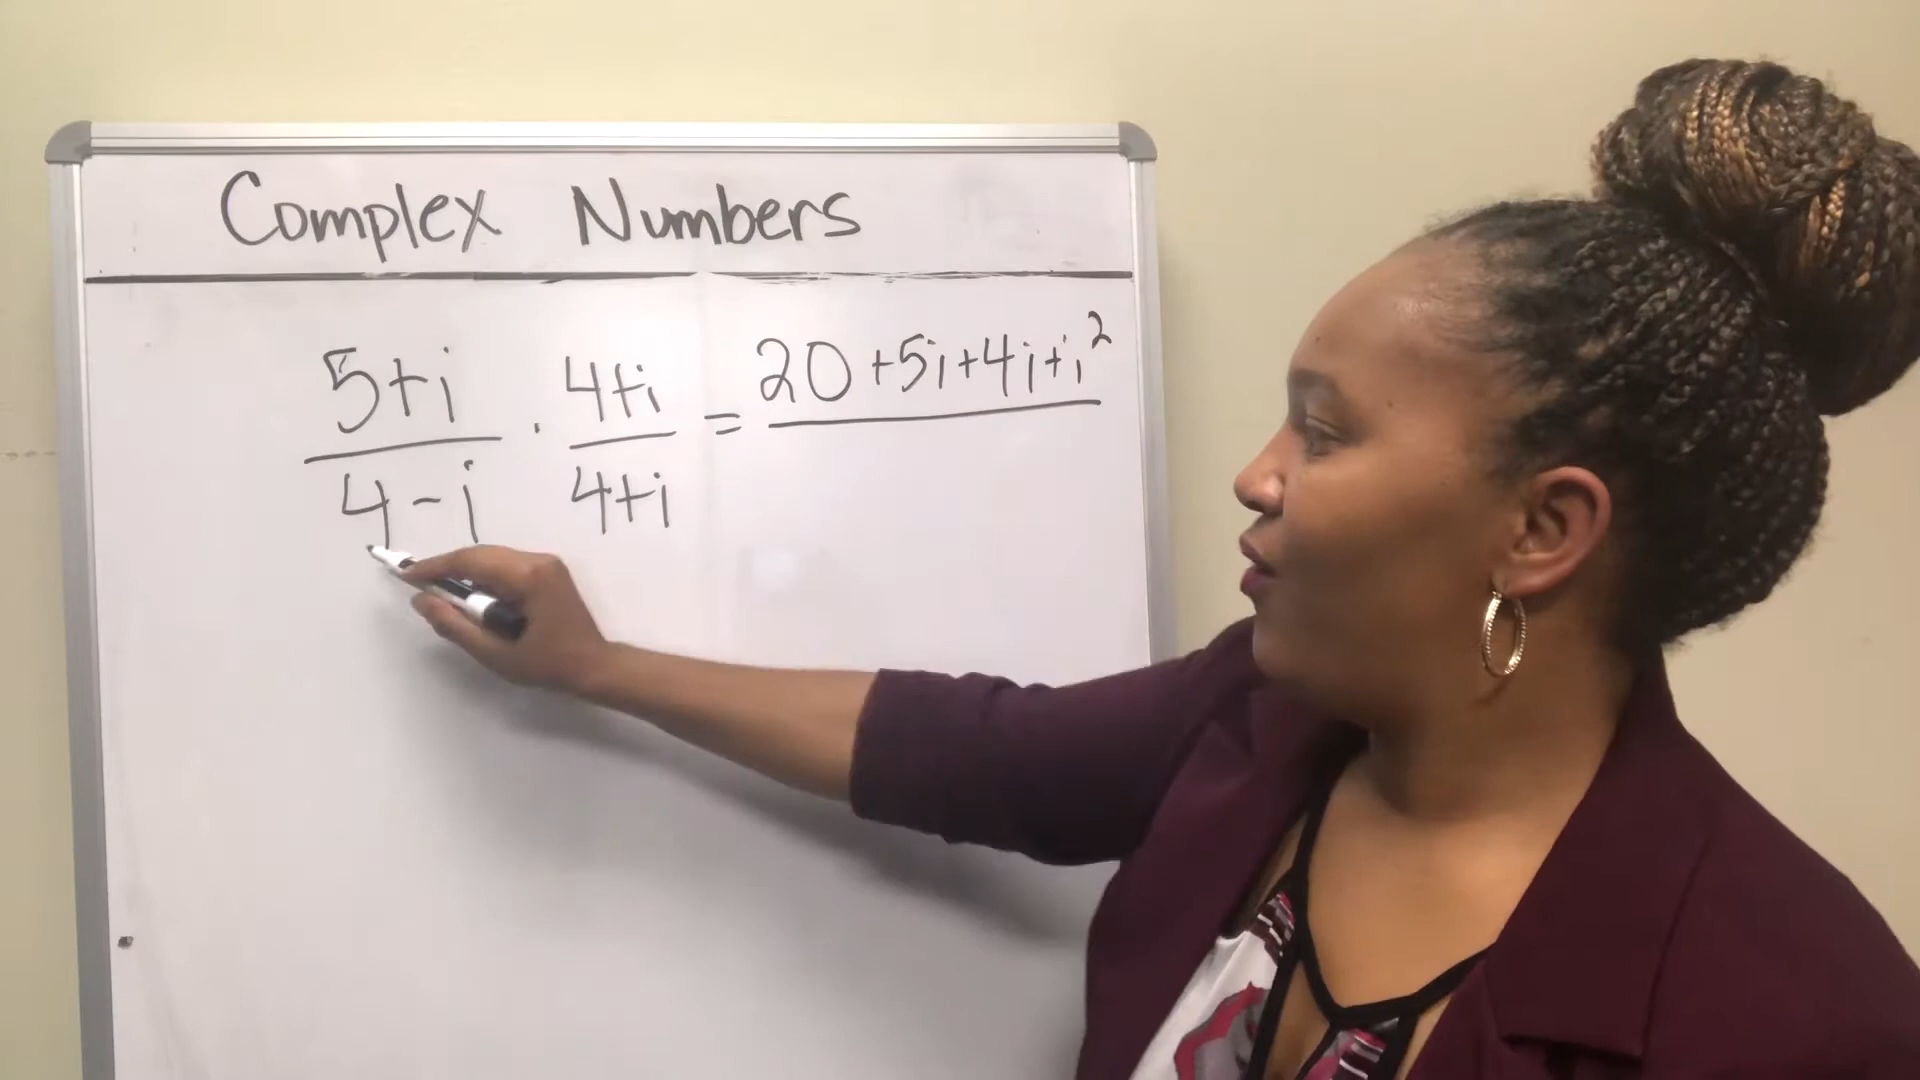 Complex Numbers
5+i / 4-i · 4+i / 4+i = 20+5i+4i+i²